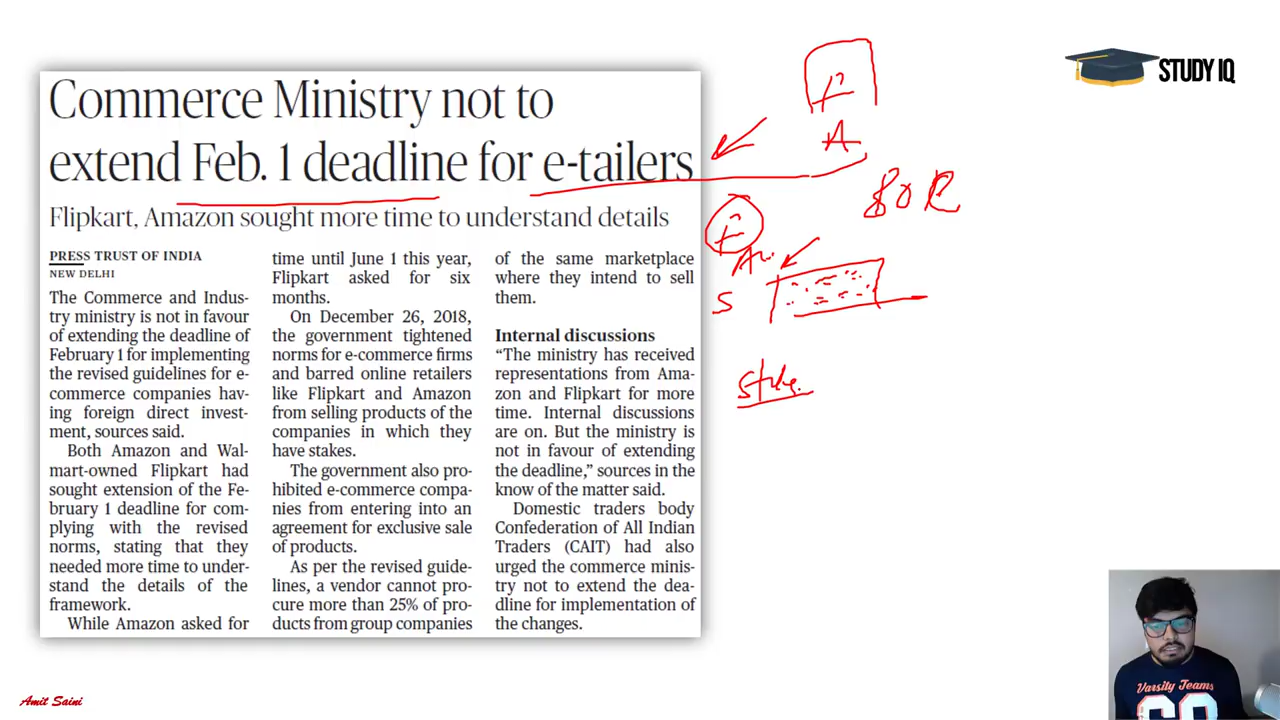 Commerce Ministry not to
extend Feb. 1 deadline for e-tailers
Flipkart, Amazon sought more time to understand details
PRESS TRUST OF INDIA
NEW DELHI
The Commerce and Indus-
try ministry is not in favour
of extending the deadline of
February 1 for implementing
the revised guidelines for e-
commerce companies hav-
ing foreign direct invest-
ment, sources said.
Both Amazon and Wal-
mart-owned Flipkart had
sought extension of the Fe-
bruary 1 deadline for com-
plying with the revised
norms, stating that they
needed more time to under-
stand the details of the
framework.
While Amazon asked for
time until June 1 this year,
Flipkart asked for six
months.
On December 26, 2018,
the government tightened
norms for e-commerce firms
and barred online retailers
like Flipkart and Amazon
from selling products of the
companies in which they
have stakes.
The government also pro-
hibited e-commerce compa-
nies from entering into an
agreement for exclusive sale
of products.
As per the revised guide-
lines, a vendor cannot pro-
cure more than 25% of pro-
ducts from group companies
of the same marketplace
where they intend to sell
them.
Internal discussions
“The ministry has received
representations from Ama-
zon and Flipkart for more
time. Internal discussions
are on. But the ministry is
not in favour of extending
the deadline,” sources in the
know of the matter said.
Domestic traders body
Confederation of All Indian
Traders (CAIT) had also
urged the commerce minis-
try not to extend the dea-
dline for implementation of
the changes.
F
A
F
S
STUDY IQ
VARSITY TEAMS
Amit Saini